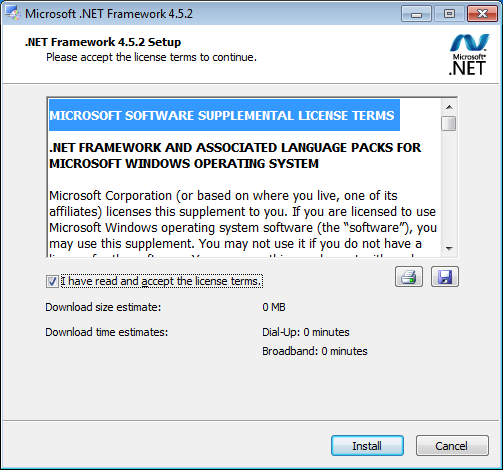 Microsoft .NET Framework 4.5.2
.NET Framework 4.5.2 Setup
Please accept the license terms to continue.
Microsoft®
.NET
MICROSOFT SOFTWARE SUPPLEMENTAL LICENSE TERMS
.NET FRAMEWORK AND ASSOCIATED LANGUAGE PACKS FOR
MICROSOFT WINDOWS OPERATING SYSTEM
Microsoft Corporation (or based on where you live, one of its
affiliates) licenses this supplement to you. If you are licensed to use
Microsoft Windows operating system software (the “software”), you
may use this supplement. You may not use it if you do not have a
I have read and accept the license terms.
Download size estimate: 0 MB
Download time estimates: Dial-Up: 0 minutes
Broadband: 0 minutes
Install Cancel